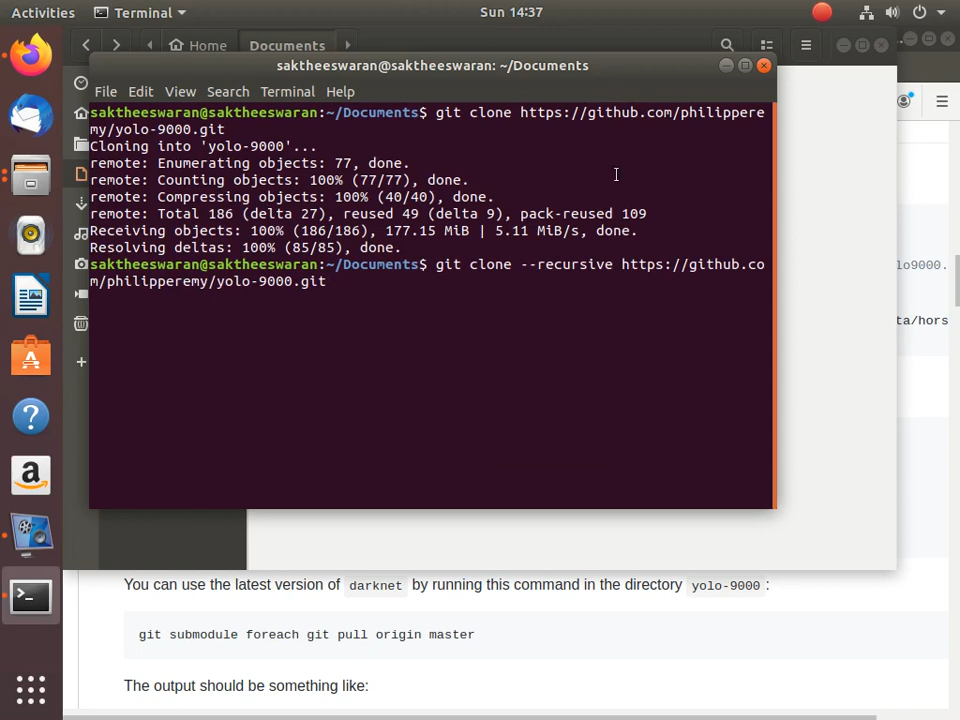 Activities
Terminal
Sun 14:37
Home
Documents
saktheeswaran@saktheeswaran: ~/Documents
File Edit View Search Terminal Help
saktheeswaran@saktheeswaran:~/Documents$ git clone https://github.com/philippere
my/yolo-9000.git
Cloning into 'yolo-9000'...
remote: Enumerating objects: 77, done.
remote: Counting objects: 100% (77/77), done.
remote: Compressing objects: 100% (40/40), done.
remote: Total 186 (delta 27), reused 49 (delta 9), pack-reused 109
Receiving objects: 100% (186/186), 177.15 MiB | 5.11 MiB/s, done.
Resolving deltas: 100% (85/85), done.
saktheeswaran@saktheeswaran:~/Documents$ git clone --recursive https://github.co
m/philipperemy/yolo-9000.git
lo9000.
ta/hors
You can use the latest version of darknet by running this command in the directory yolo-9000 :
git submodule foreach git pull origin master
The output should be something like: